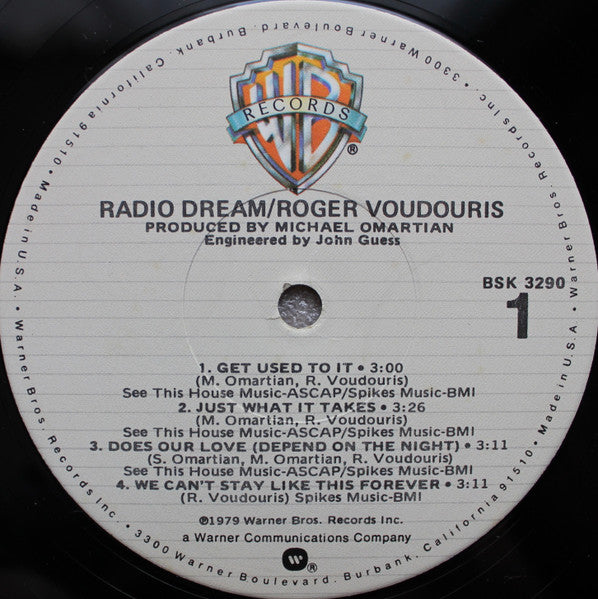 WB
RECORDS
®
RADIO DREAM/ROGER VOUDOURIS
PRODUCED BY MICHAEL OMARTIAN
Engineered by John Guess
BSK 3290
1
1. GET USED TO IT • 3:00
(M. Omartian, R. Voudouris)
See This House Music-ASCAP/Spikes Music-BMI
2. JUST WHAT IT TAKES • 3:26
(M. Omartian, R. Voudouris)
See This House Music-ASCAP/Spikes Music-BMI
3. DOES OUR LOVE (DEPEND ON THE NIGHT) • 3:11
(S. Omartian, M. Omartian, R. Voudouris)
See This House Music-ASCAP/Spikes Music-BMI
4. WE CAN'T STAY LIKE THIS FOREVER • 3:11
(R. Voudouris) Spikes Music-BMI
℗1979 Warner Bros. Records Inc.
a Warner Communications Company
W ®
Warner Bros. Records Inc. • 3300 Warner Boulevard, Burbank, California 91510 • Made in U.S.A. • Warner Bros. Records Inc. • 3300 Warner Boulevard, Burbank, California 91510 • Made in U.S.A. •